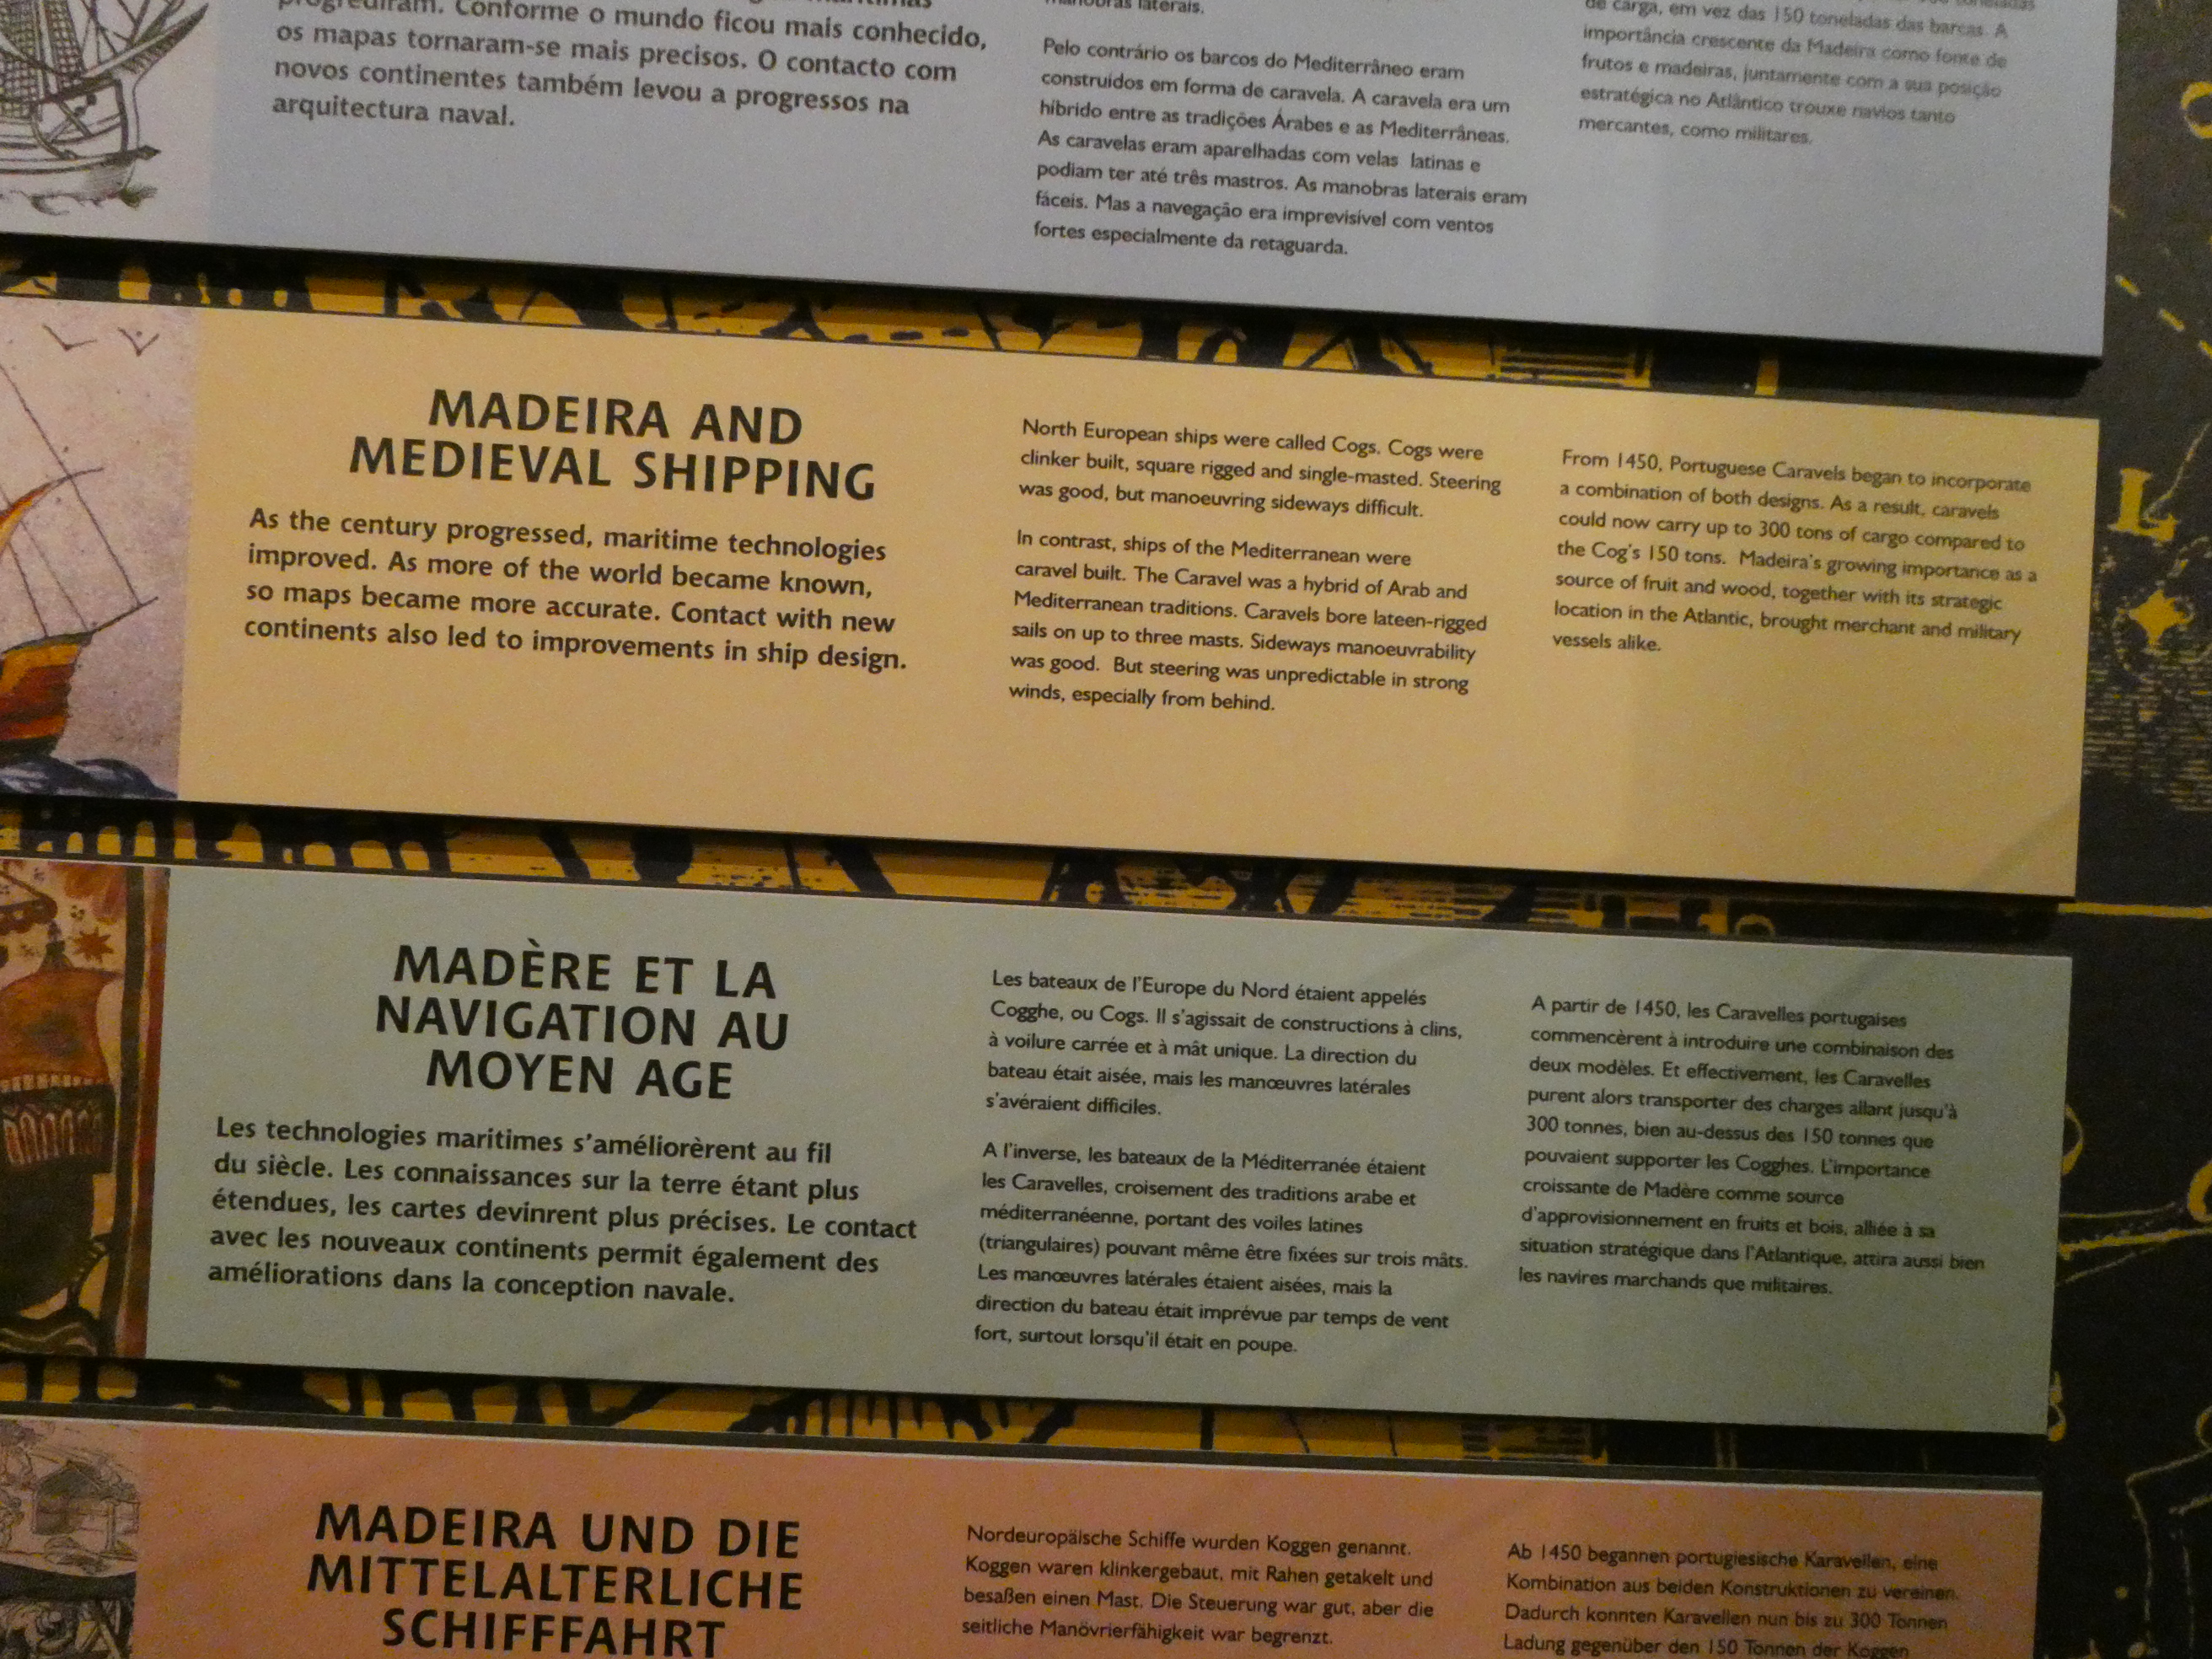 progrediram. Conforme o mundo ficou mais conhecido,
os mapas tornaram-se mais precisos. O contacto com
novos continentes também levou a progressos na
arquitectura naval.
manobras laterais.
Pelo contrário os barcos do Mediterrâneo eram
construídos em forma de caravela. A caravela era um
híbrido entre as tradições Árabes e as Mediterrâneas.
As caravelas eram aparelhadas com velas latinas e
podiam ter até três mastros. As manobras laterais eram
fáceis. Mas a navegação era imprevisível com ventos
fortes especialmente da retaguarda.
de carga, em vez das 150 toneladas das barcas. A
importância crescente da Madeira como fonte de
frutos e madeiras, juntamente com a sua posição
estratégica no Atlântico trouxe navios tanto
mercantes, como militares.
MADEIRA AND
MEDIEVAL SHIPPING
As the century progressed, maritime technologies
improved. As more of the world became known,
so maps became more accurate. Contact with new
continents also led to improvements in ship design.
North European ships were called Cogs. Cogs were
clinker built, square rigged and single-masted. Steering
was good, but manoeuvring sideways difficult.
In contrast, ships of the Mediterranean were
caravel built. The Caravel was a hybrid of Arab and
Mediterranean traditions. Caravels bore lateen-rigged
sails on up to three masts. Sideways manoeuvrability
was good. But steering was unpredictable in strong
winds, especially from behind.
From 1450, Portuguese Caravels began to incorporate
a combination of both designs. As a result, caravels
could now carry up to 300 tons of cargo compared to
the Cog's 150 tons. Madeira's growing importance as a
source of fruit and wood, together with its strategic
location in the Atlantic, brought merchant and military
vessels alike.
L
MADÈRE ET LA
NAVIGATION AU
MOYEN AGE
Les technologies maritimes s'améliorèrent au fil
du siècle. Les connaissances sur la terre étant plus
étendues, les cartes devinrent plus précises. Le contact
avec les nouveaux continents permit également des
améliorations dans la conception navale.
Les bateaux de l'Europe du Nord étaient appelés
Cogghe, ou Cogs. Il s'agissait de constructions à clins,
à voilure carrée et à mât unique. La direction du
bateau était aisée, mais les manœuvres latérales
s'avéraient difficiles.
A l'inverse, les bateaux de la Méditerranée étaient
les Caravelles, croisement des traditions arabe et
méditerranéenne, portant des voiles latines
(triangulaires) pouvant même être fixées sur trois mâts.
Les manœuvres latérales étaient aisées, mais la
direction du bateau était imprévue par temps de vent
fort, surtout lorsqu'il était en poupe.
A partir de 1450, les Caravelles portugaises
commencèrent à introduire une combinaison des
deux modèles. Et effectivement, les Caravelles
purent alors transporter des charges allant jusqu'à
300 tonnes, bien au-dessus des 150 tonnes que
pouvaient supporter les Cogghes. L'importance
croissante de Madère comme source
d'approvisionnement en fruits et bois, alliée à sa
situation stratégique dans l'Atlantique, attira aussi bien
les navires marchands que militaires.
MADEIRA UND DIE
MITTELALTERLICHE
SCHIFFFAHRT
Nordeuropäische Schiffe wurden Koggen genannt.
Koggen waren klinkergebaut, mit Rahen getakelt und
besaßen einen Mast. Die Steuerung war gut, aber die
seitliche Manövrierfähigkeit war begrenzt.
Ab 1450 begannen portugiesische Karavellen, eine
Kombination aus beiden Konstruktionen zu vereinen.
Dadurch konnten Karavellen nun bis zu 300 Tonnen
Ladung gegenüber den 150 Tonnen der Koggen